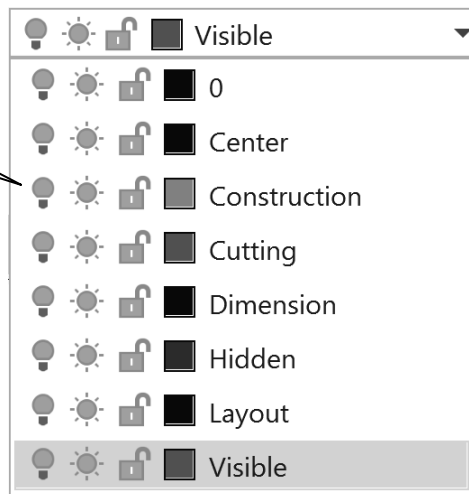 Visible
0
Center
Construction
Cutting
Dimension
Hidden
Layout
Visible